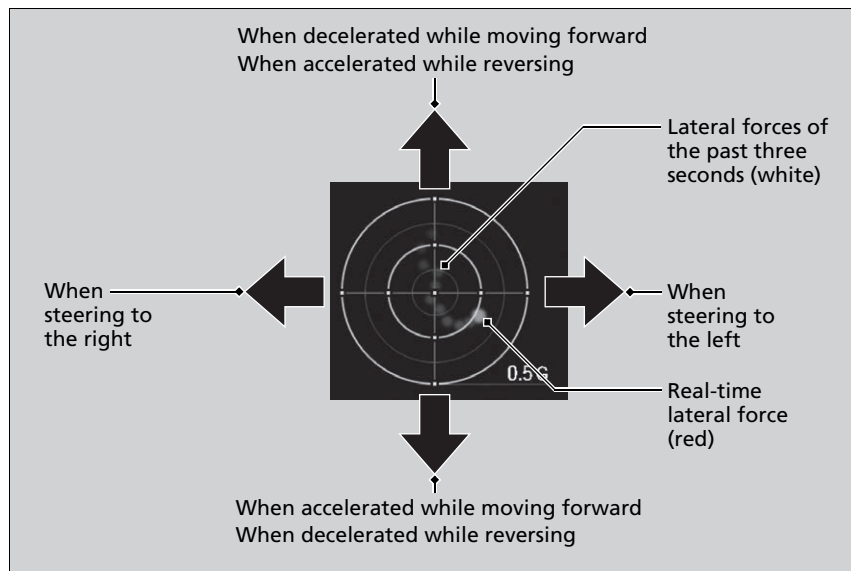 When decelerated while moving forward
When accelerated while reversing
Lateral forces of
the past three
seconds (white)
When
steering to
the right
When
steering to
the left
0.5 G
Real-time
lateral force
(red)
When accelerated while moving forward
When decelerated while reversing